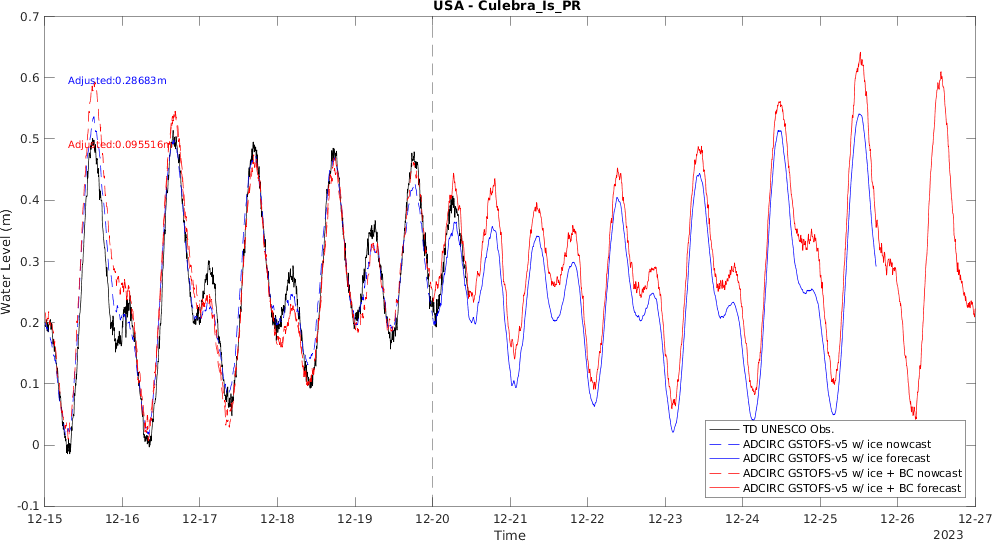 USA - Culebra_Is_PR
0.7
0.6
0.5
0.4
0.3
0.2
0.1
0
-0.1
Water Level (m)
Adjusted:0.28683m
Adjusted:0.095516m
TD UNESCO Obs.
ADCIRC GSTOFS-v5 w/ ice nowcast
ADCIRC GSTOFS-v5 w/ ice forecast
ADCIRC GSTOFS-v5 w/ ice + BC nowcast
ADCIRC GSTOFS-v5 w/ ice + BC forecast
12-15 12-16 12-17 12-18 12-19 12-20 12-21 12-22 12-23 12-24 12-25 12-26 12-27
Time
2023